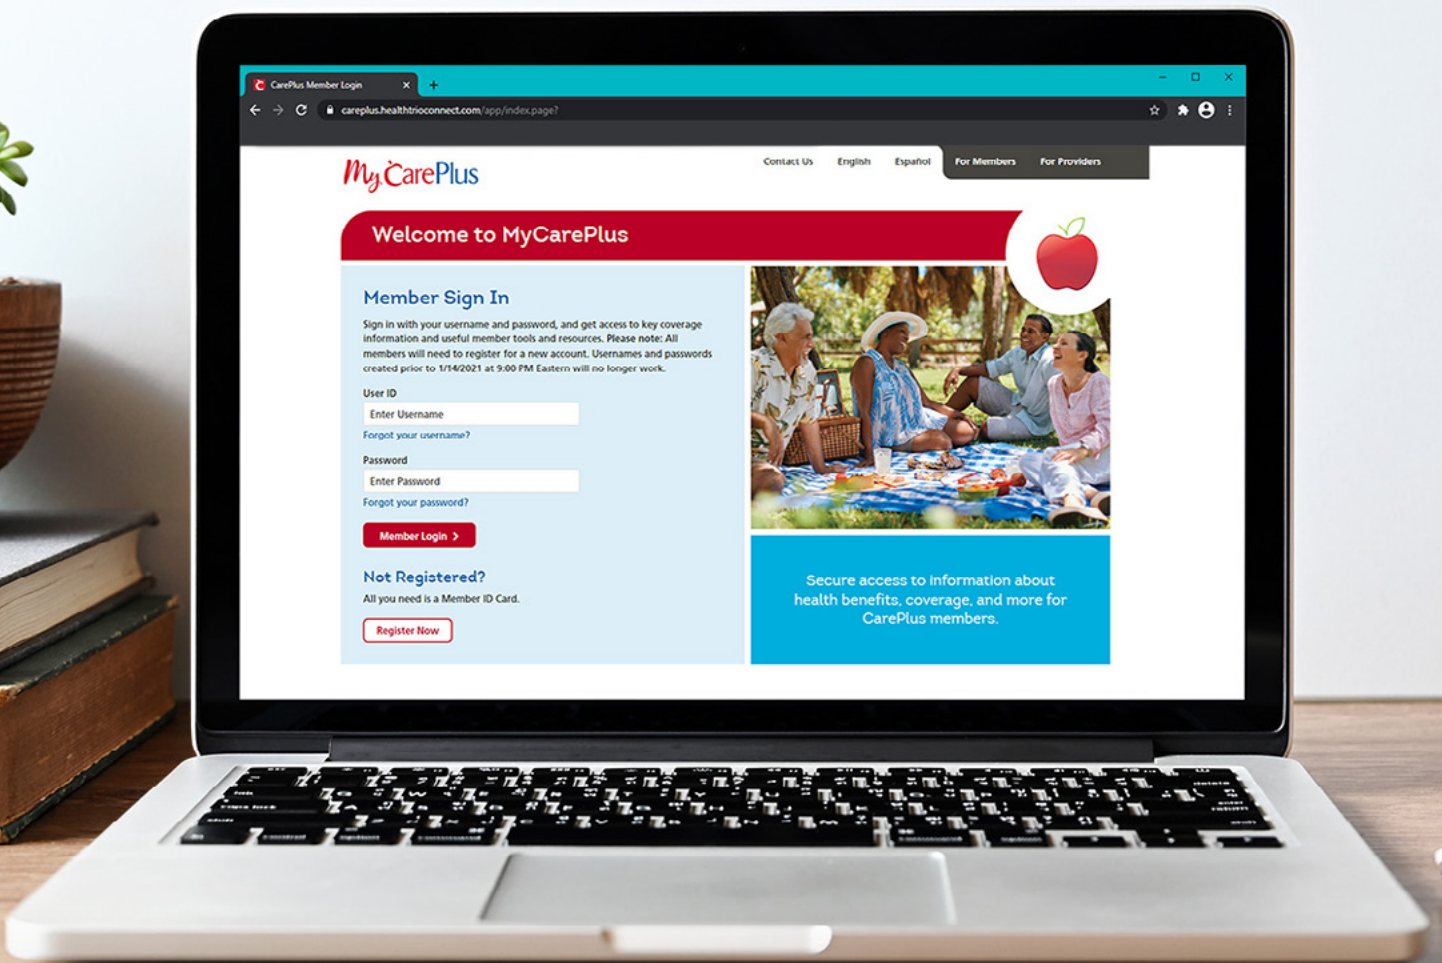 CarePlus Member Login
careplus.healthtrioconnect.com/app/index.page?
MyCarePlus
Contact Us
English
Español
For Members
For Providers
Welcome to MyCarePlus
Member Sign In
Sign in with your username and password, and get access to key coverage
information and useful member tools and resources. Please note: All
members will need to register for a new account. Usernames and passwords
created prior to 1/14/2021 at 9:00 PM Eastern will no longer work.
User ID
Enter Username
Forgot your username?
Password
Enter Password
Forgot your password?
Member Login
Not Registered?
All you need is a Member ID Card.
Register Now
Secure access to information about
health benefits, coverage, and more for
CarePlus members.